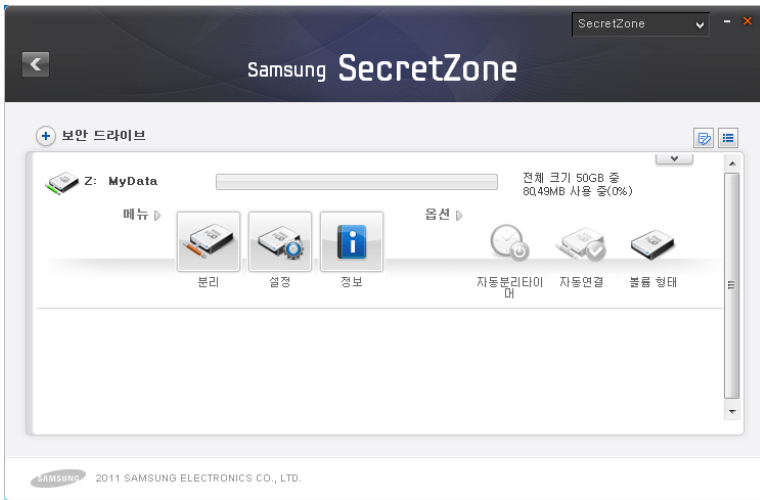 SecretZone
Samsung SecretZone
보안 드라이브
Z: MyData
전체 크기 50GB 중
80,49MB 사용 중(0%)
메뉴
옵션
분리
설정
정보
자동분리타이
머
자동연결
볼륨 형태
SAMSUNG
2011 SAMSUNG ELECTRONICS CO., LTD.